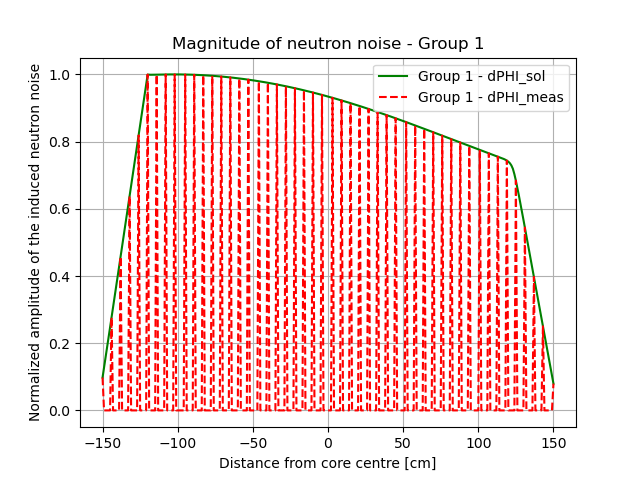 Magnitude of neutron noise - Group 1
Normalized amplitude of the induced neutron noise
1.0
0.8
0.6
0.4
0.2
0.0
Group 1 - dPHI_sol
Group 1 - dPHI_meas
−150 −100 −50 0 50 100 150
Distance from core centre [cm]